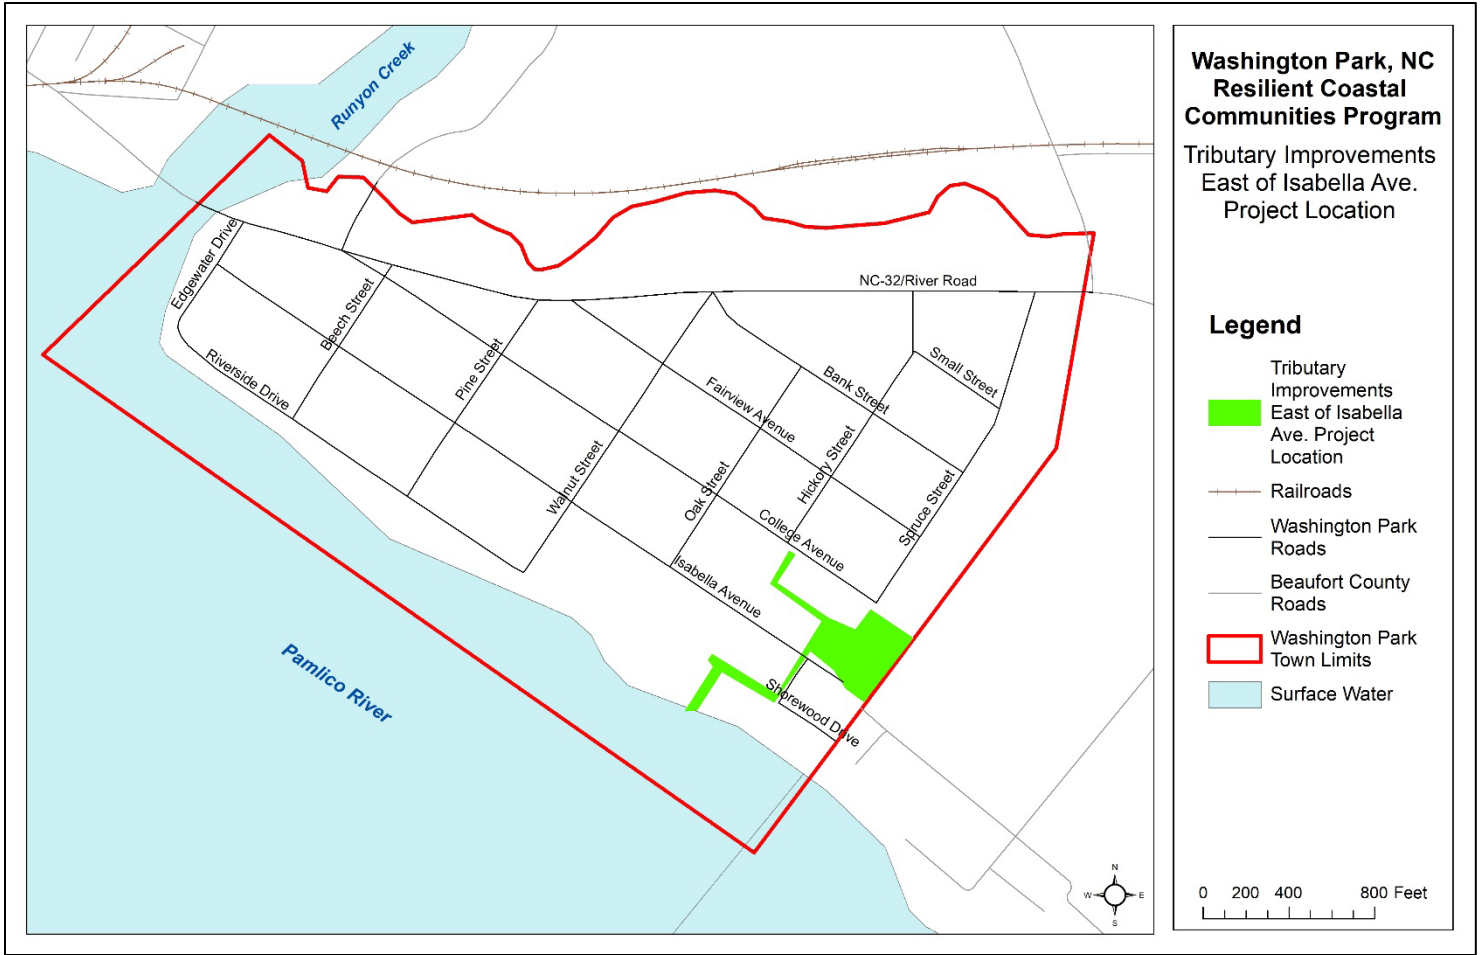 Washington Park, NC
Resilient Coastal
Communities Program
Tributary Improvements
East of Isabella Ave.
Project Location
Legend
Tributary
Improvements
East of Isabella
Ave. Project
Location
Railroads
Washington Park
Roads
Beaufort County
Roads
Washington Park
Town Limits
Surface Water
0 200 400 800 Feet
Runyon Creek
NC-32/River Road
Edgewater Drive
Beech Street
Riverside Drive
Pine Street
Small Street
Bank Street
Fairview Avenue
Hickory Street
Walnut Street
Oak Street
Spruce Street
College Avenue
Isabella Avenue
Shorewood Drive
Pamlico River
N
W E
S